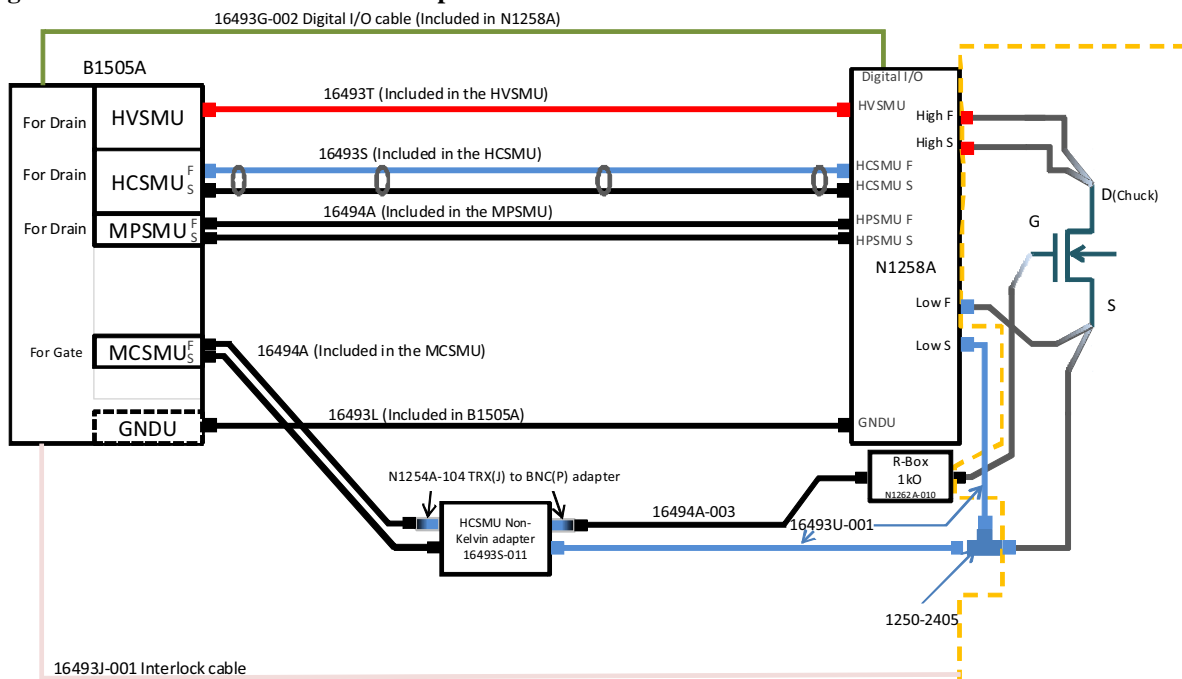 16493G-002 Digital I/O cable (Included in N1258A)
B1505A
Digital I/O
16493T (Included in the HVSMU)
HVSMU
For Drain
HVSMU
High F
High S
16493S (Included in the HCSMU)
For Drain
HCSMU
F
S
HCSMU F
HCSMU S
D(Chuck)
16494A (Included in the MPSMU)
For Drain
MPSMU
F
S
HPSMU F
HPSMU S
G
N1258A
Low F
S
Low S
For Gate
MCSMU
F
S
16494A (Included in the MCSMU)
GNDU
16493L (Included in B1505A)
GNDU
R-Box
1kO
N1262A-010
N1254A-104 TRX(J) to BNC(P) adapter
HCSMU Non-
Kelvin adapter
16493S-011
16494A-003
16493U-001
1250-2405
16493J-001 Interlock cable